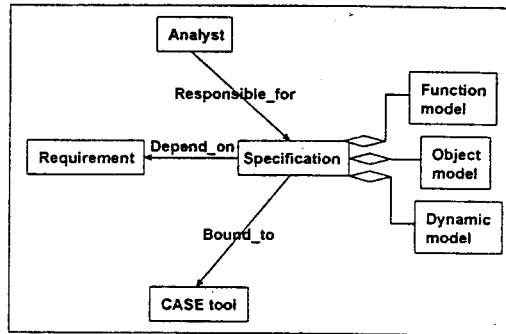 Analyst
Responsible_for
Function
model
Requirement
Depend_on
Specification
Object
model
Dynamic
model
Bound_to
CASE tool